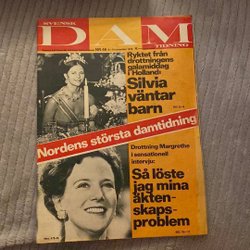 SVENSK
DAM
TIDNING
Ryktet från
drottningens
galamiddag
i Holland:
Silvia
väntar
barn
Nordens största damtidning
Drottning Margrethe
i sensationell
intervju:
Så löste
jag mina
äkten-
skaps-
problem